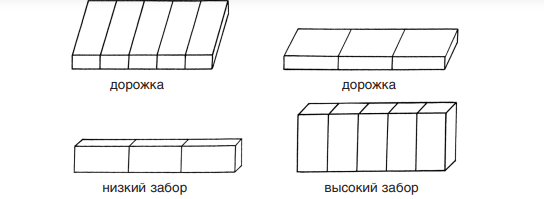 дорожка
дорожка
низкий забор
высокий забор